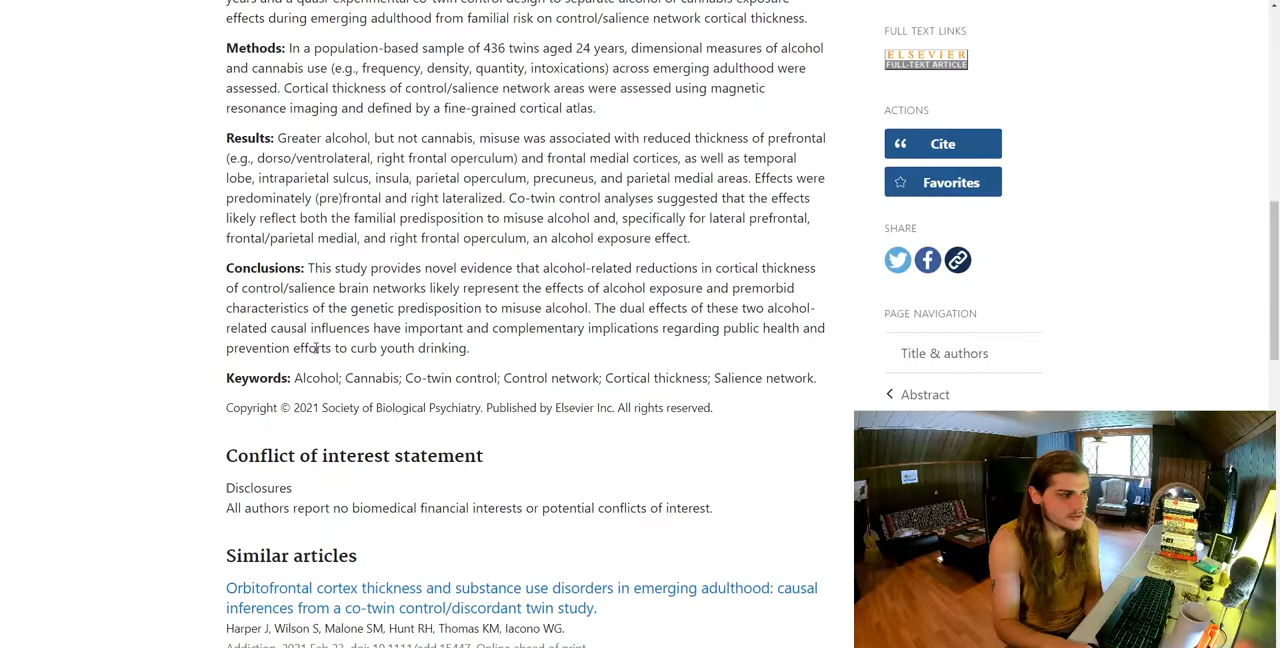 years and a quasi-experimental co-twin control design to separate alcohol or cannabis exposure
effects during emerging adulthood from familial risk on control/salience network cortical thickness.
Methods: In a population-based sample of 436 twins aged 24 years, dimensional measures of alcohol
and cannabis use (e.g., frequency, density, quantity, intoxications) across emerging adulthood were
assessed. Cortical thickness of control/salience network areas were assessed using magnetic
resonance imaging and defined by a fine-grained cortical atlas.
Results: Greater alcohol, but not cannabis, misuse was associated with reduced thickness of prefrontal
(e.g., dorso/ventrolateral, right frontal operculum) and frontal medial cortices, as well as temporal
lobe, intraparietal sulcus, insula, parietal operculum, precuneus, and parietal medial areas. Effects were
predominately (pre)frontal and right lateralized. Co-twin control analyses suggested that the effects
likely reflect both the familial predisposition to misuse alcohol and, specifically for lateral prefrontal,
frontal/parietal medial, and right frontal operculum, an alcohol exposure effect.
Conclusions: This study provides novel evidence that alcohol-related reductions in cortical thickness
of control/salience brain networks likely represent the effects of alcohol exposure and premorbid
characteristics of the genetic predisposition to misuse alcohol. The dual effects of these two alcohol-
related causal influences have important and complementary implications regarding public health and
prevention efforts to curb youth drinking.
Keywords: Alcohol; Cannabis; Co-twin control; Control network; Cortical thickness; Salience network.
Copyright © 2021 Society of Biological Psychiatry. Published by Elsevier Inc. All rights reserved.
Conflict of interest statement
Disclosures
All authors report no biomedical financial interests or potential conflicts of interest.
Similar articles
Orbitofrontal cortex thickness and substance use disorders in emerging adulthood: causal
inferences from a co-twin control/discordant twin study.
Harper J, Wilson S, Malone SM, Hunt RH, Thomas KM, Iacono WG.
Addiction. 2021 Feb 23. doi: 10.1111/add.15447. Online ahead of print.
FULL TEXT LINKS
ELSEVIER
FULL-TEXT ARTICLE
ACTIONS
Cite
Favorites
SHARE
PAGE NAVIGATION
Title & authors
Abstract